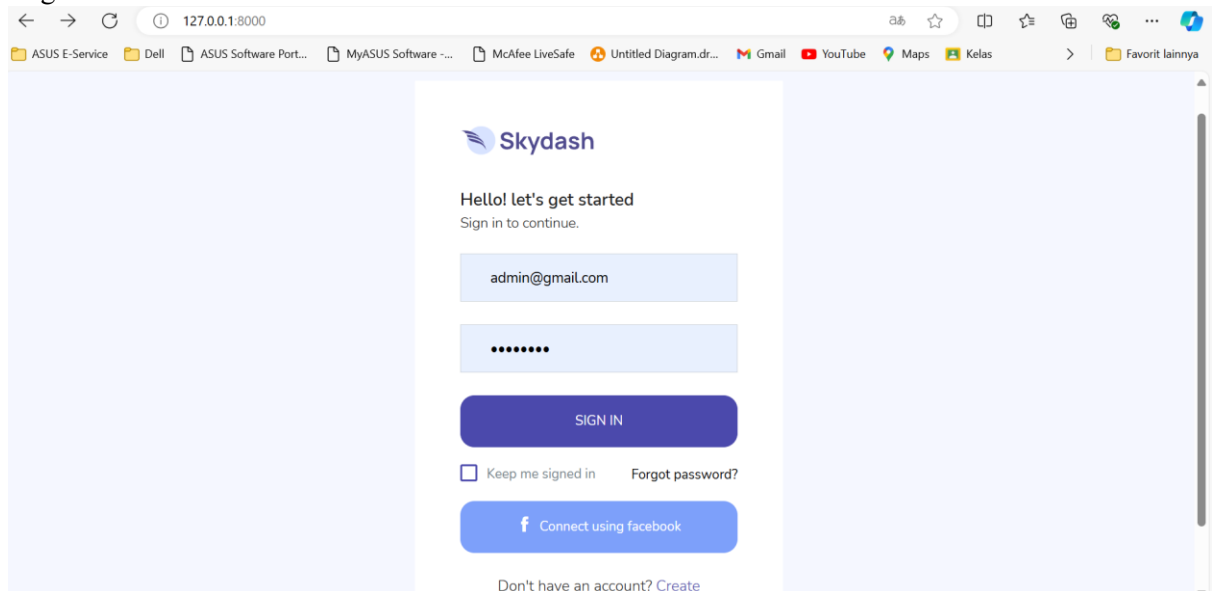 127.0.0.1:8000
ASUS E-Service Dell ASUS Software Port... MyASUS Software -... McAfee LiveSafe Untitled Diagram.dr... Gmail YouTube Maps Kelas Favorit lainnya
Skydash
Hello! let's get started
Sign in to continue.
admin@gmail.com
••••••••
SIGN IN
Keep me signed in Forgot password?
f Connect using facebook
Don't have an account? Create